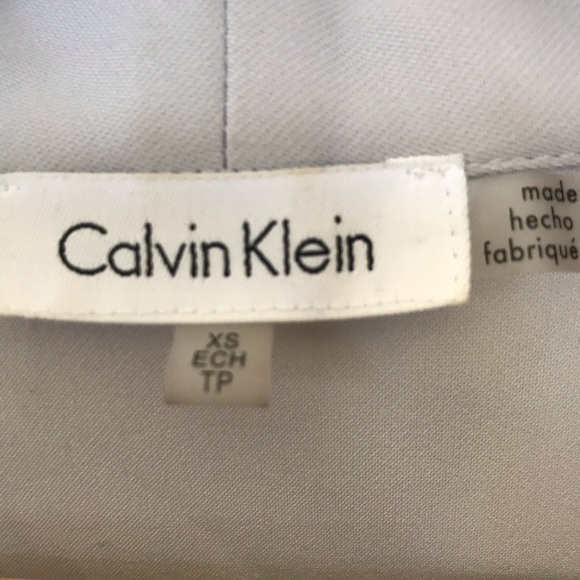 Calvin Klein
XS
ECH
TP
made
hecho
fabriqué